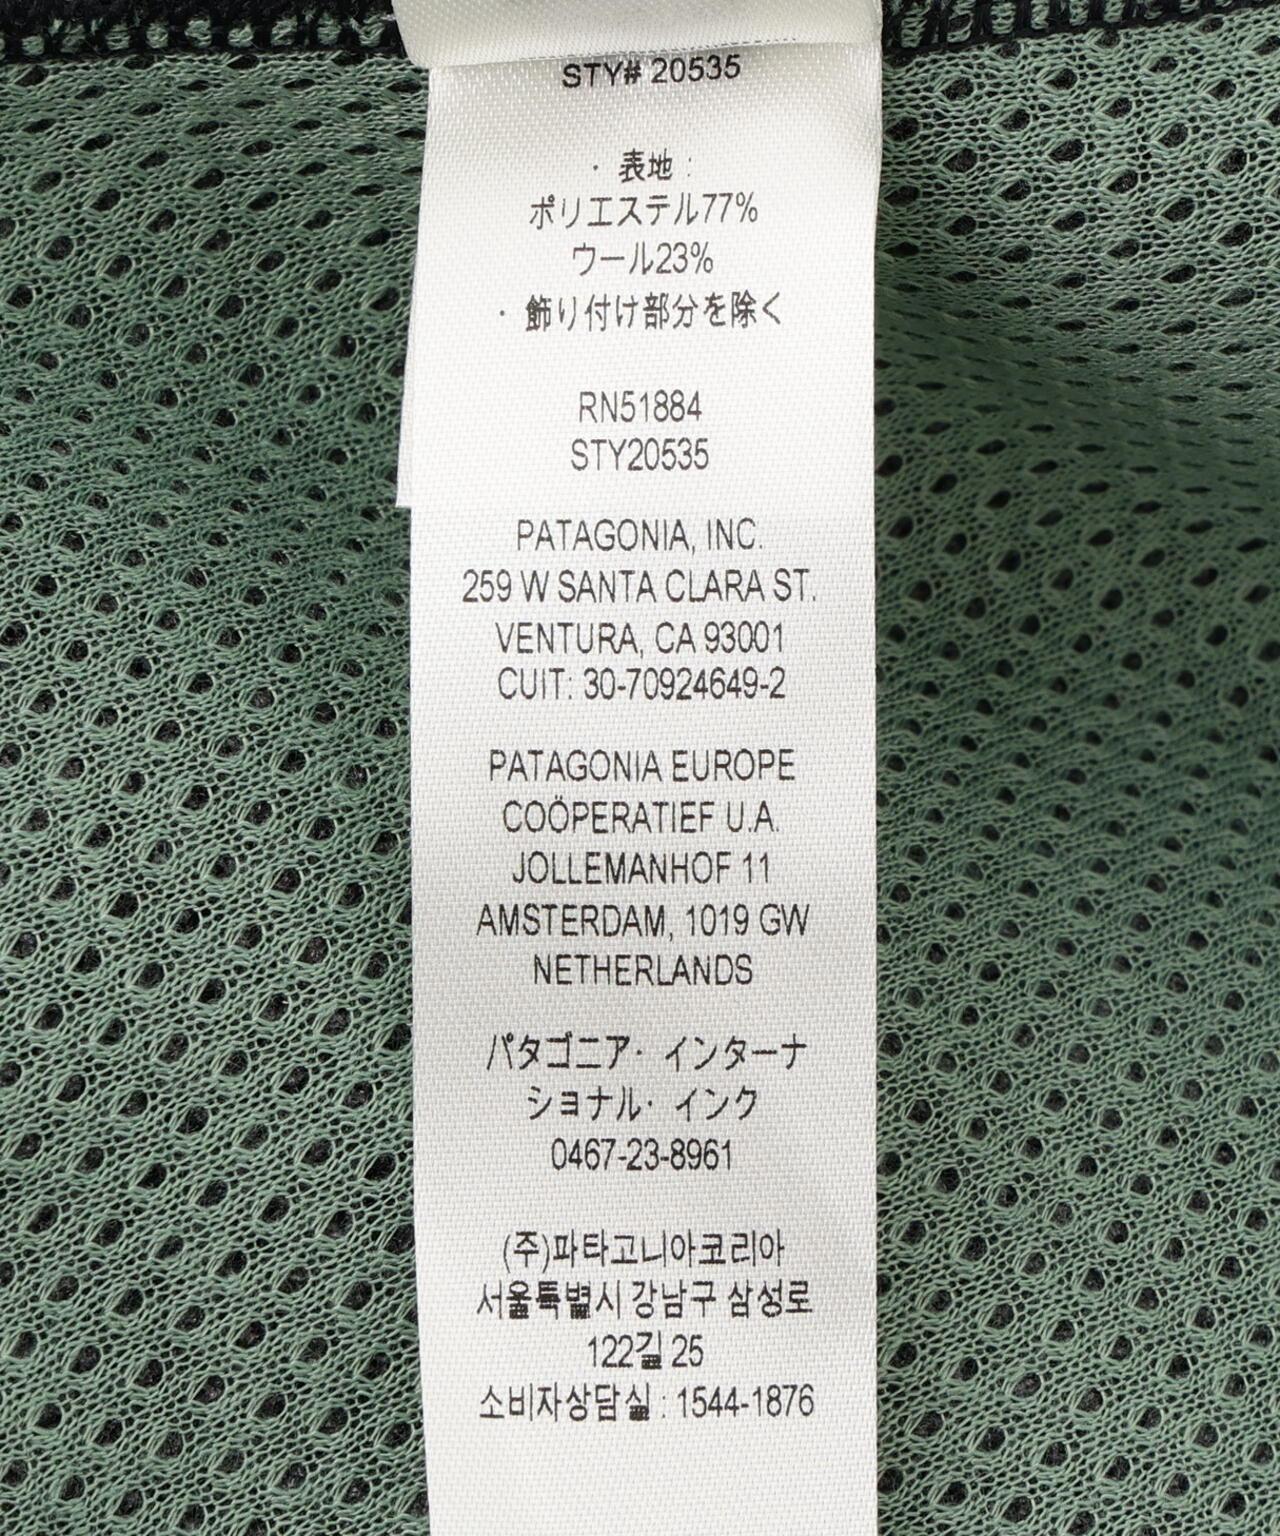 STY# 20535
・表地 :
ポリエステル77%
ウール23%
・飾り付け部分を除く
RN51884
STY20535
PATAGONIA, INC.
259 W SANTA CLARA ST.
VENTURA, CA 93001
CUIT: 30-70924649-2
PATAGONIA EUROPE
COÖPERATIEF U.A.
JOLLEMANHOF 11
AMSTERDAM, 1019 GW
NETHERLANDS
パタゴニア・インターナ
ショナル・インク
0467-23-8961
(주)파타고니아코리아
서울특별시 강남구 삼성로
122길 25
소비자상담실 : 1544-1876